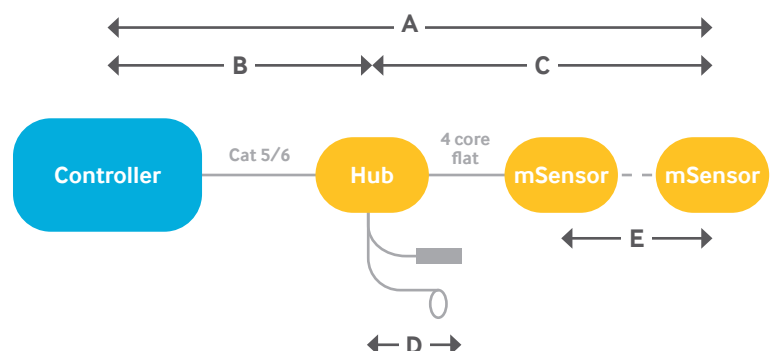 A
B
C
Cat 5/6
4 core
flat
Controller
Hub
mSensor
mSensor
E
D